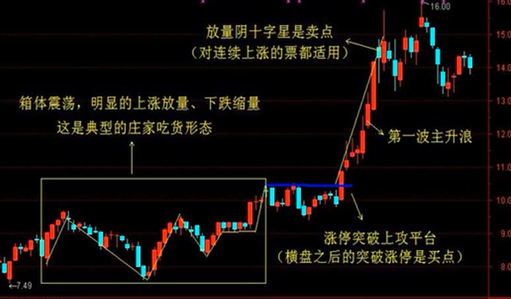 16.00
16.0
放量阴十字星是卖点
(对连续上涨的票都适用)
15.0
14.0
箱体震荡，明显的上涨放量、下跌缩量
13.0
这是典型的庄家吃货形态
第一波主升浪
12.0
11.0
10.0
涨停突破上攻平台
(横盘之后的突破涨停是买点)
9.0
8.0
7.49